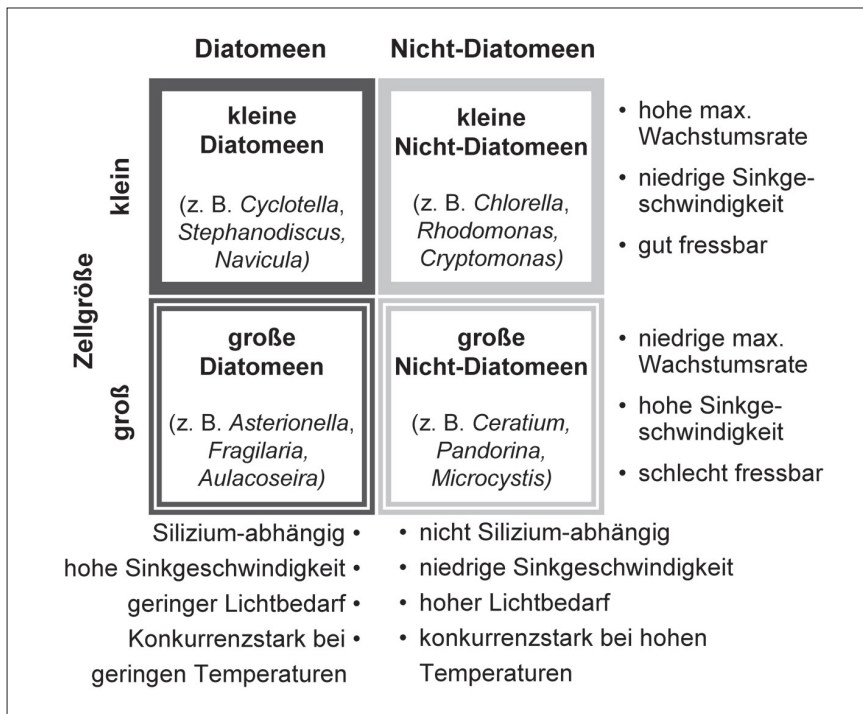 Diatomeen
Nicht-Diatomeen
Zellgröße
klein
kleine
Diatomeen
(z. B. Cyclotella,
Stephanodiscus,
Navicula)
kleine
Nicht-Diatomeen
(z. B. Chlorella,
Rhodomonas,
Cryptomonas)
• hohe max.
Wachstumsrate
• niedrige Sinkge-
schwindigkeit
• gut fressbar
groß
große
Diatomeen
(z. B. Asterionella,
Fragilaria,
Aulacoseira)
große
Nicht-Diatomeen
(z. B. Ceratium,
Pandorina,
Microcystis)
• niedrige max.
Wachstumsrate
• hohe Sinkge-
schwindigkeit
• schlecht fressbar
Silizium-abhängig •
hohe Sinkgeschwindigkeit •
geringer Lichtbedarf •
Konkurrenzstark bei •
geringen Temperaturen
• nicht Silizium-abhängig
• niedrige Sinkgeschwindigkeit
• hoher Lichtbedarf
• konkurrenzstark bei hohen
Temperaturen